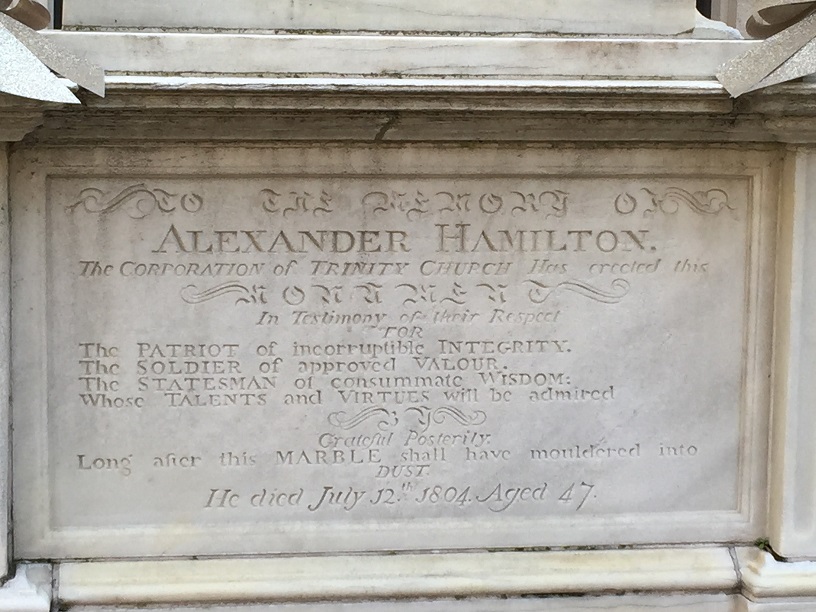 TO THE MEMORY OF
ALEXANDER HAMILTON.
The CORPORATION of TRINITY CHURCH Has erected this
MONUMENT
In Testimony of their Respect
FOR
The PATRIOT of incorruptible INTEGRITY.
The SOLDIER of approved VALOUR.
The STATESMAN of consummate WISDOM:
Whose TALENTS and VIRTUES will be admired
BY
Grateful Posterity.
Long after this MARBLE shall have mouldered into
DUST.
He died July 12.th 1804. Aged 47.